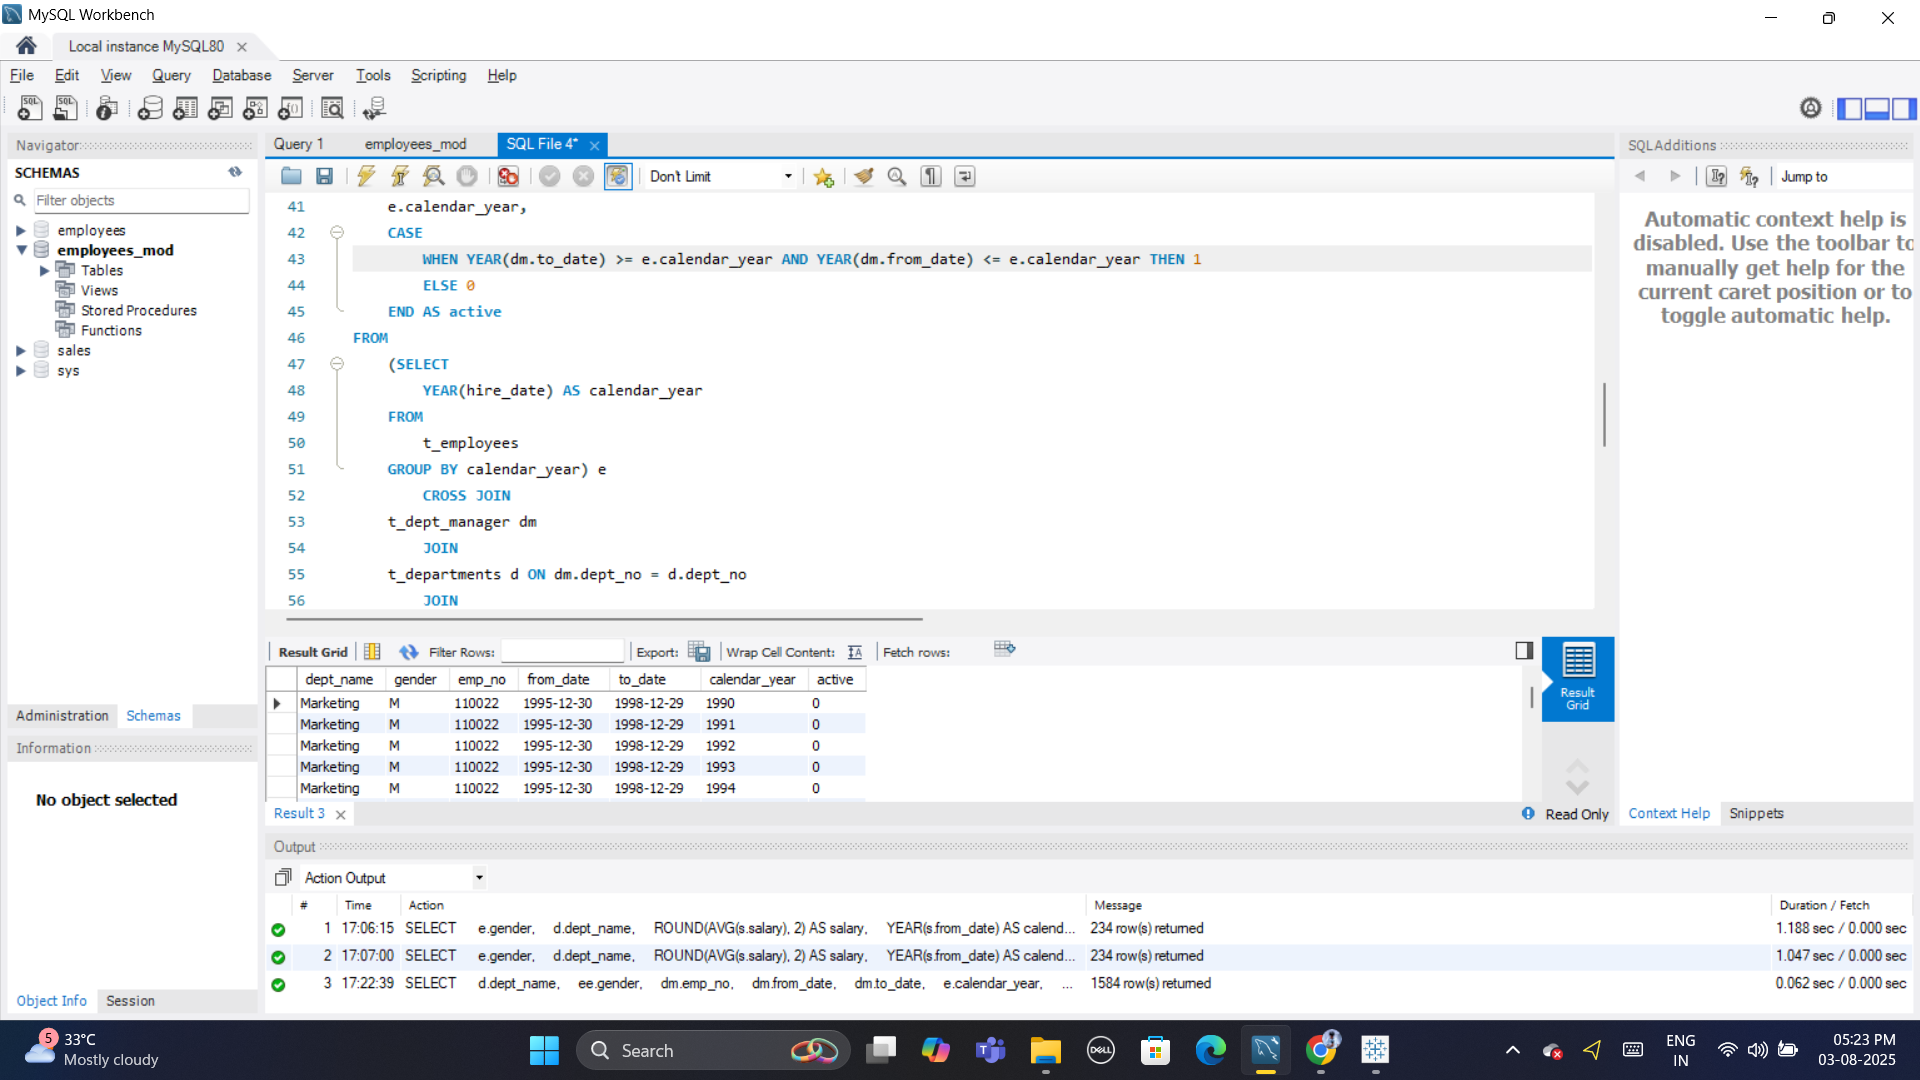 MySQL Workbench
Local instance MySQL80
File Edit View Query Database Server Tools Scripting Help
Navigator
SCHEMAS
Filter objects
employees
employees_mod
Tables
Views
Stored Procedures
Functions
sales
sys
Administration Schemas
Information
No object selected
Object Info Session
Query 1 employees_mod SQL File 4*
Don't Limit
41 e.calendar_year,
42 CASE
43 WHEN YEAR(dm.to_date) >= e.calendar_year AND YEAR(dm.from_date) <= e.calendar_year THEN 1
44 ELSE 0
45 END AS active
46 FROM
47 (SELECT
48 YEAR(hire_date) AS calendar_year
49 FROM
50 t_employees
51 GROUP BY calendar_year) e
52 CROSS JOIN
53 t_dept_manager dm
54 JOIN
55 t_departments d ON dm.dept_no = d.dept_no
56 JOIN
Result Grid Filter Rows: Export: Wrap Cell Content: Fetch rows:
dept_name gender emp_no from_date to_date calendar_year active
Marketing M 110022 1995-12-30 1998-12-29 1990 0
Marketing M 110022 1995-12-30 1998-12-29 1991 0
Marketing M 110022 1995-12-30 1998-12-29 1992 0
Marketing M 110022 1995-12-30 1998-12-29 1993 0
Marketing M 110022 1995-12-30 1998-12-29 1994 0
Result Grid
Result 3
Read Only
SQLAdditions
Jump to
Automatic context help is
disabled. Use the toolbar to
manually get help for the
current caret position or to
toggle automatic help.
Context Help Snippets
Output
Action Output
# Time Action Message Duration / Fetch
1 17:06:15 SELECT e.gender, d.dept_name, ROUND(AVG(s.salary), 2) AS salary, YEAR(s.from_date) AS calend... 234 row(s) returned 1.188 sec / 0.000 sec
2 17:07:00 SELECT e.gender, d.dept_name, ROUND(AVG(s.salary), 2) AS salary, YEAR(s.from_date) AS calend... 234 row(s) returned 1.047 sec / 0.000 sec
3 17:22:39 SELECT d.dept_name, ee.gender, dm.emp_no, dm.from_date, dm.to_date, e.calendar_year, ... 1584 row(s) returned 0.062 sec / 0.000 sec
5
33°C
Mostly cloudy
Search
DELL
ENG
IN
05:23 PM
03-08-2025